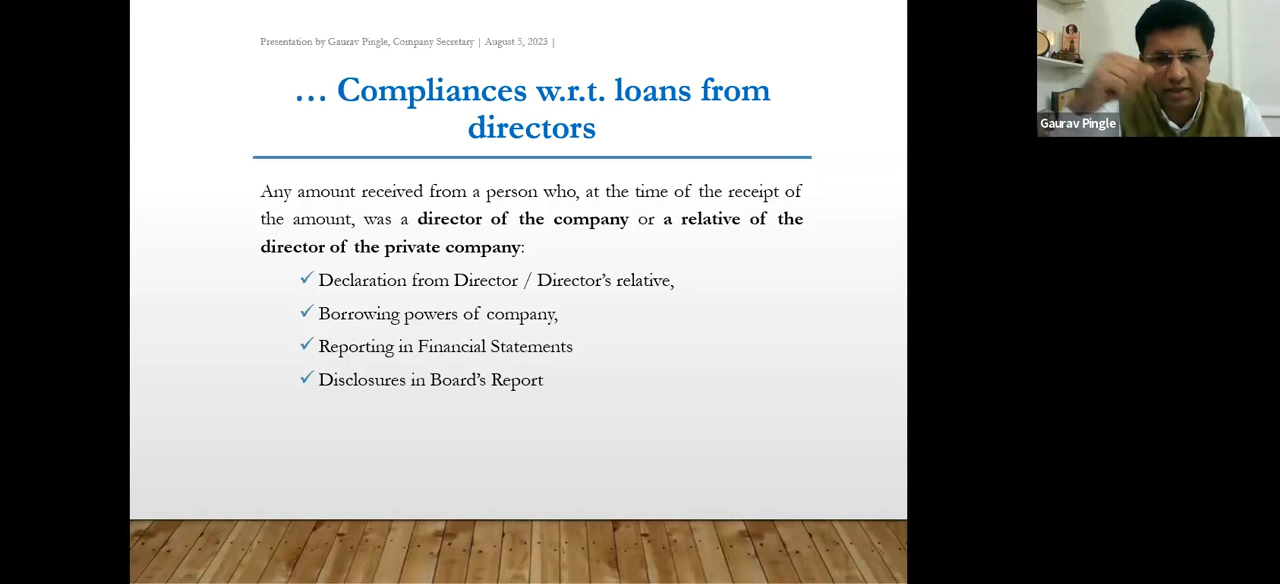 Presentation by Gaurav Pingle, Company Secretary | August 5, 2023 |
… Compliances w.r.t. loans from
directors
Any amount received from a person who, at the time of the receipt of
the amount, was a director of the company or a relative of the
director of the private company:
✓ Declaration from Director / Director’s relative,
✓ Borrowing powers of company,
✓ Reporting in Financial Statements
✓ Disclosures in Board’s Report
Gaurav Pingle